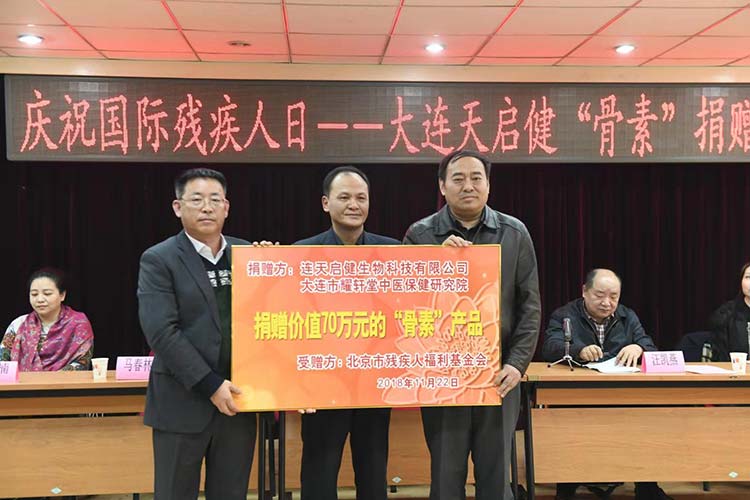 庆祝国际残疾人日——大连天启健“骨素”捐赠
捐赠方：连天启健生物科技有限公司
大连市耀轩堂中医保健研究院
捐赠价值70万元的“骨素”产品
受赠方：北京市残疾人福利基金会
2018年11月22日
楠
马春林
汪凯燕